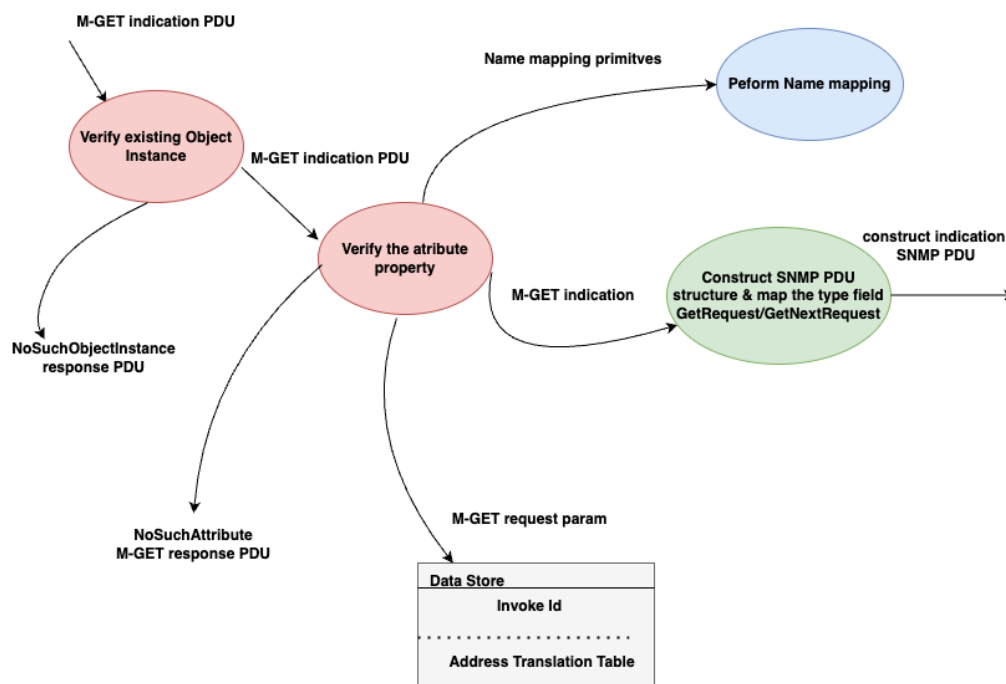 M-GET indication PDU
Name mapping primitves
Peform Name mapping
Verify existing Object
Instance
M-GET indication PDU
Verify the atribute
property
construct indication
SNMP PDU
Construct SNMP PDU
structure & map the type field
GetRequest/GetNextRequest
M-GET indication
NoSuchObjectInstance
response PDU
M-GET request param
NoSuchAttribute
M-GET response PDU
Data Store
Invoke Id
Address Translation Table